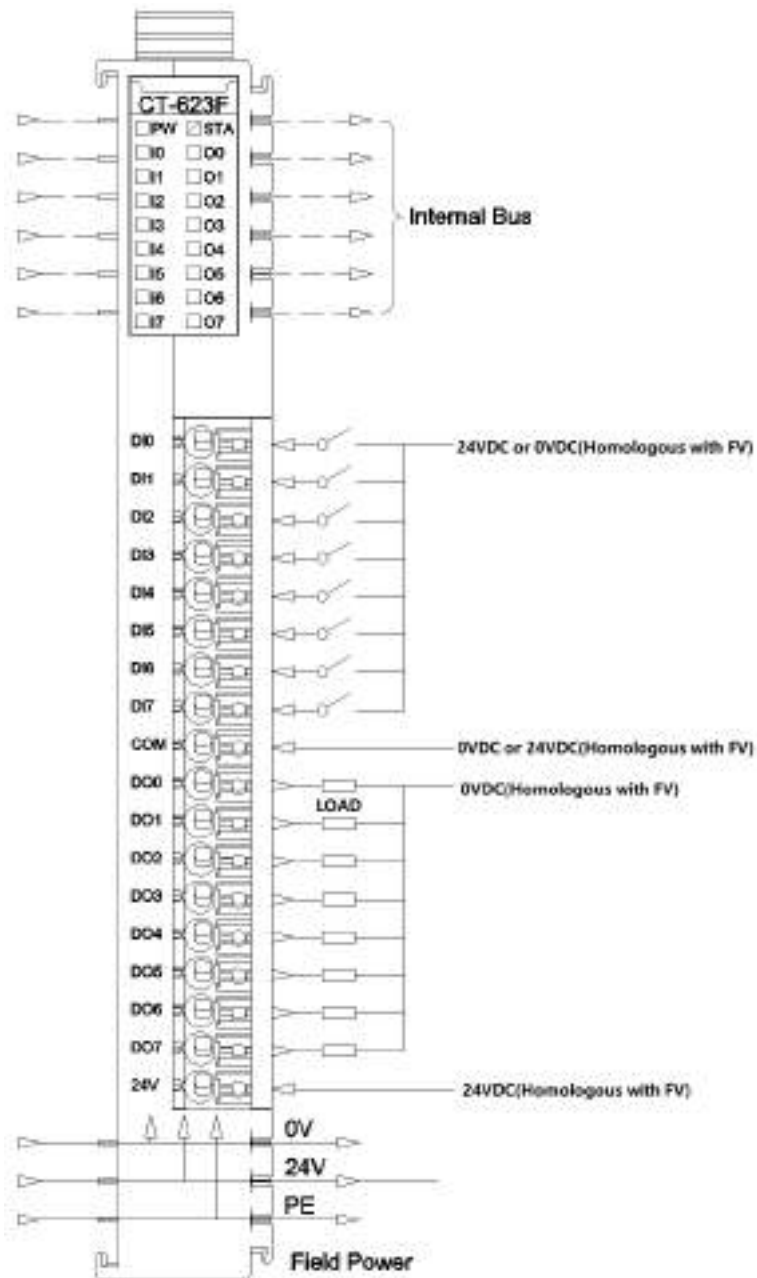 CT-623F
PW STA
I0 O0
I1 O1
I2 O2
I3 O3
I4 O4
I5 O5
I6 O6
I7 O7
Internal Bus
DI0
24VDC or 0VDC(Homologous with FV)
DI1
DI2
DI3
DI4
DI5
DI6
DI7
COM
0VDC or 24VDC(Homologous with FV)
DO0
0VDC(Homologous with FV)
LOAD
DO1
DO2
DO3
DO4
DO5
DO6
DO7
24V
24VDC(Homologous with FV)
0V
24V
PE
Field Power